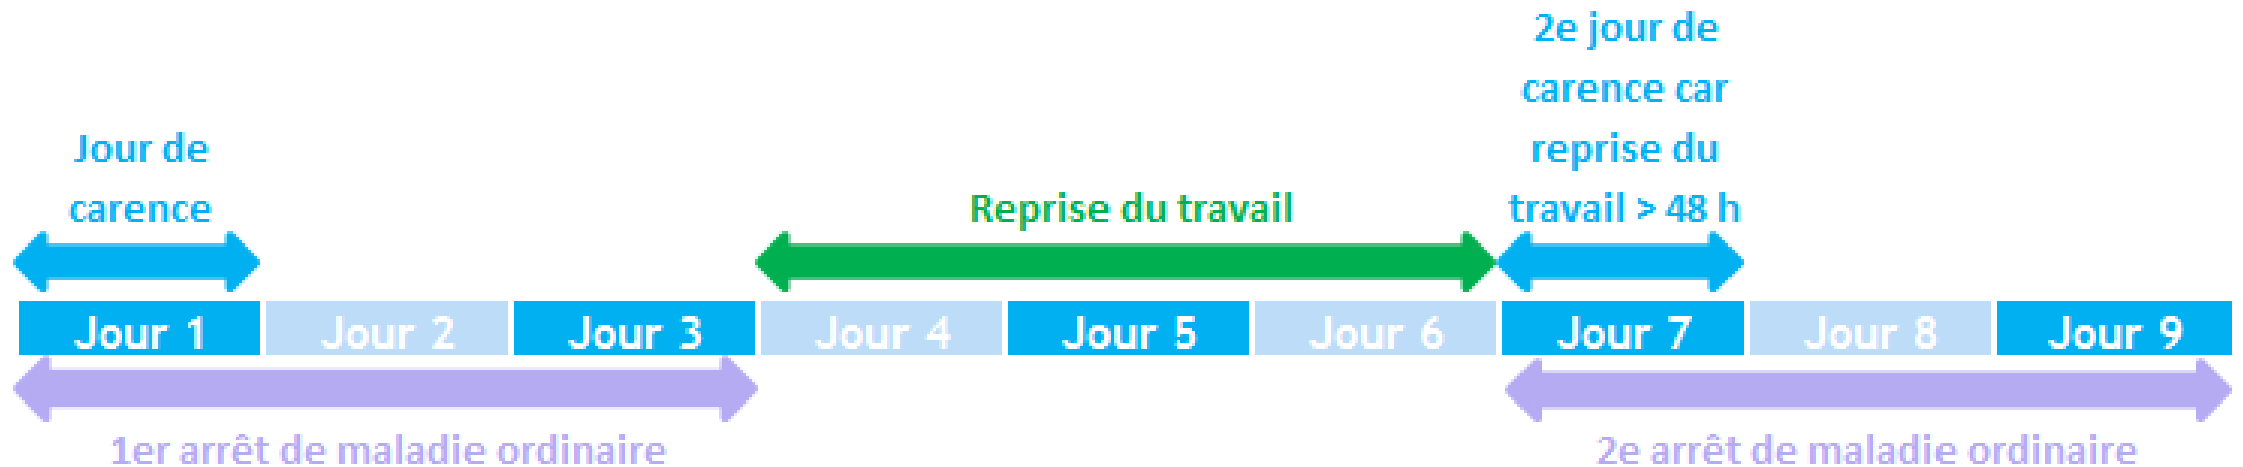 Jour de
carence
Reprise du travail
2e jour de
carence car
reprise du
travail > 48 h
Jour 1 Jour 2 Jour 3 Jour 4 Jour 5 Jour 6 Jour 7 Jour 8 Jour 9
1er arrêt de maladie ordinaire
2e arrêt de maladie ordinaire